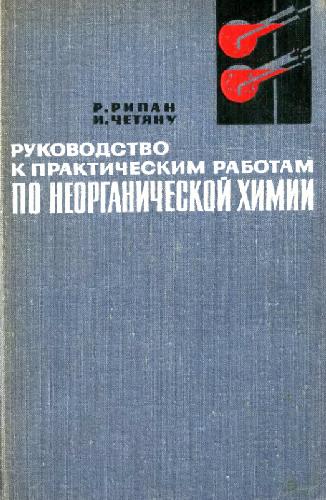 Р. РИПАН
И. ЧЕТЯНУ
РУКОВОДСТВО
К ПРАКТИЧЕСКИМ РАБОТАМ
ПО НЕОРГАНИЧЕСКОЙ ХИМИИ